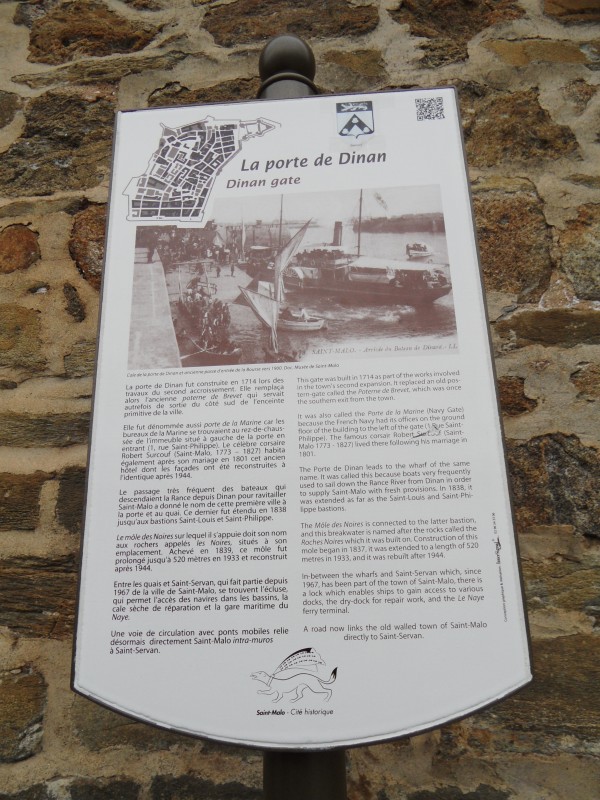 La porte de Dinan
Dinan gate
SAINT-MALO - Arrivée du Bateau de Dinard - LL
Cale de la porte de Dinan et ancienne passe d'entrée de la Bourse vers 1900. Doc. Musée de Saint-Malo
La porte de Dinan fut construite en 1714 lors des
travaux du second accroissement. Elle remplaça
alors l'ancienne poterne de Brevet qui servait
autrefois de sortie du côté sud de l'enceinte
primitive de la ville.
Elle fut dénommée aussi porte de la Marine car les
bureaux de la Marine se trouvaient au rez-de-chaus-
sée de l'immeuble situé à gauche de la porte en
entrant (1, rue Saint-Philippe). Le célèbre corsaire
Robert Surcouf (Saint-Malo, 1773 – 1827) habita
également après son mariage en 1801 cet ancien
hôtel dont les façades ont été reconstruites à
l'identique après 1944.
Le passage très fréquent des bateaux qui
descendaient la Rance depuis Dinan pour ravitailler
Saint-Malo a donné le nom de cette première ville à
la porte et au quai. Ce dernier fut étendu en 1838
jusqu'aux bastions Saint-Louis et Saint-Philippe.
Le môle des Noires sur lequel il s'appuie doit son nom
aux rochers appelés les Noires, situés à son
emplacement. Achevé en 1839, ce môle fut
prolongé jusqu'à 520 mètres en 1933 et reconstruit
après 1944.
Entre les quais et Saint-Servan, qui fait partie depuis
1967 de la ville de Saint-Malo, se trouvent l'écluse,
qui permet l'accès des navires dans les bassins, la
cale sèche de réparation et la gare maritime du
Naye.
Une voie de circulation avec ponts mobiles relie
désormais directement Saint-Malo intra-muros
à Saint-Servan.
This gate was built in 1714 as part of the works involved
in the town's second expansion. It replaced an old pos-
tern-gate called the Poterne de Brevet, which was once
the southern exit from the town.
It was also called the Porte de la Marine (Navy Gate)
because the French Navy had its offices on the ground
floor of the building to the left of the gate (1 Rue Saint-
Philippe). The famous corsair Robert (Saint-
Malo 1773 - 1827) lived there following his marriage in
1801.
The Porte de Dinan leads to the wharf of the same
name. It was called this because boats very frequently
used to sail down the Rance River from Dinan in order
to supply Saint-Malo with fresh provisions. In 1838, it
was extended as far as the Saint-Louis and Saint-Phi-
lippe bastions.
The Môle des Noires is connected to the latter bastion,
and this breakwater is named after the rocks called the
Roches Noires which it was built on. Construction of this
mole began in 1837, it was extended to a length of 520
metres in 1933, and it was rebuilt after 1944.
In-between the wharfs and Saint-Servan which, since
1967, has been part of the town of Saint-Malo, there is
a lock which enables ships to gain access to various
docks, the dry-dock for repair work, and the Le Naye
ferry terminal.
A road now links the old walled town of Saint-Malo
directly to Saint-Servan.
Saint-Malo - Cité historique